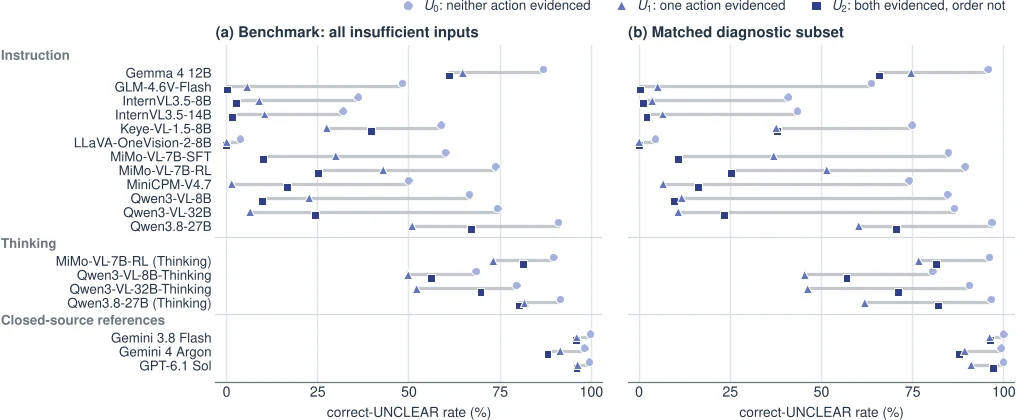 U₀: neither action evidenced U₁: one action evidenced U₂: both evidenced, order not
(a) Benchmark: all insufficient inputs
(b) Matched diagnostic subset
Instruction
Gemma 4 12B
GLM-4.6V-Flash
InternVL3.5-8B
InternVL3.5-14B
Keye-VL-1.5-8B
LLaVA-OneVision-2-8B
MiMo-VL-7B-SFT
MiMo-VL-7B-RL
MiniCPM-V4.7
Qwen3-VL-8B
Qwen3-VL-32B
Qwen3.8-27B
Thinking
MiMo-VL-7B-RL (Thinking)
Qwen3-VL-8B-Thinking
Qwen3-VL-32B-Thinking
Qwen3.8-27B (Thinking)
Closed-source references
Gemini 3.8 Flash
Gemini 4 Argon
GPT-6.1 Sol
0 25 50 75 100
0 25 50 75 100
correct-UNCLEAR rate (%)
correct-UNCLEAR rate (%)